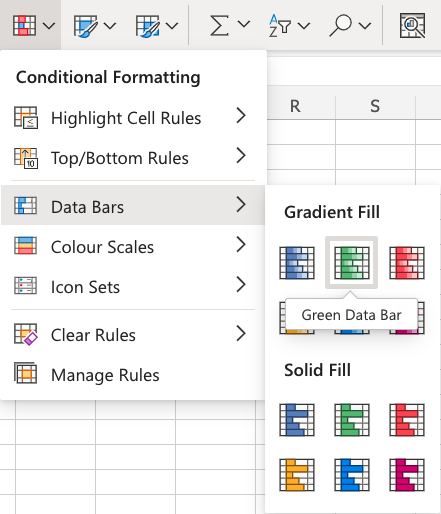 Σ
A
Z
R S
Conditional Formatting
Highlight Cell Rules
≤
Top/Bottom Rules
10
Data Bars
Colour Scales
Icon Sets
Clear Rules
Manage Rules
Gradient Fill
Green Data Bar
Solid Fill